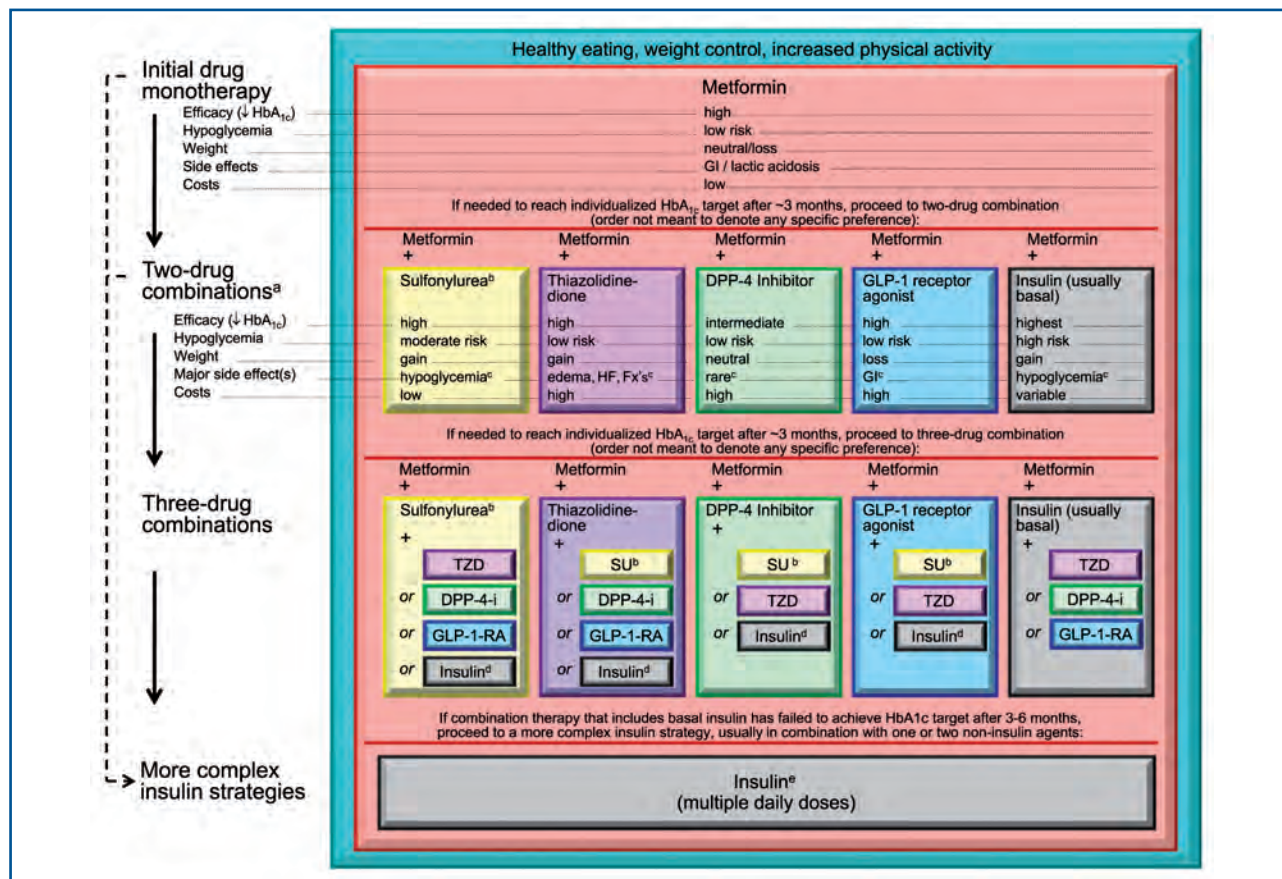 Healthy eating, weight control, increased physical activity
Initial drug
monotherapy
Metformin
Efficacy (↓ HbA1c) high
Hypoglycemia low risk
Weight neutral/loss
Side effects GI / lactic acidosis
Costs low
If needed to reach individualized HbA1c target after ~3 months, proceed to two-drug combination
(order not meant to denote any specific preference):
Metformin Metformin Metformin Metformin Metformin
+ + + + +
Two-drug
combinationsa
Sulfonylureab Thiazolidine- DPP-4 Inhibitor GLP-1 receptor Insulin (usually
dione agonist basal)
Efficacy (↓ HbA1c) high high intermediate high highest
Hypoglycemia moderate risk low risk low risk low risk high risk
Weight gain gain neutral loss gain
Major side effect(s) hypoglycemiac edema, HF, Fx'sc rarec GIc hypoglycemiac
Costs low high high high variable
If needed to reach individualized HbA1c target after ~3 months, proceed to three-drug combination
(order not meant to denote any specific preference):
Metformin Metformin Metformin Metformin Metformin
+ + + + +
Three-drug
combinations
Sulfonylureab Thiazolidine- DPP-4 Inhibitor GLP-1 receptor Insulin (usually
dione agonist basal)
+ + + + +
TZD SUb SU b SUb TZD
or DPP-4-i or DPP-4-i or TZD or TZD or DPP-4-i
or GLP-1-RA or GLP-1-RA or Insulind or Insulind or GLP-1-RA
or Insulind or Insulind
If combination therapy that includes basal insulin has failed to achieve HbA1c target after 3-6 months,
proceed to a more complex insulin strategy, usually in combination with one or two non-insulin agents:
More complex
insulin strategies
Insuline
(multiple daily doses)